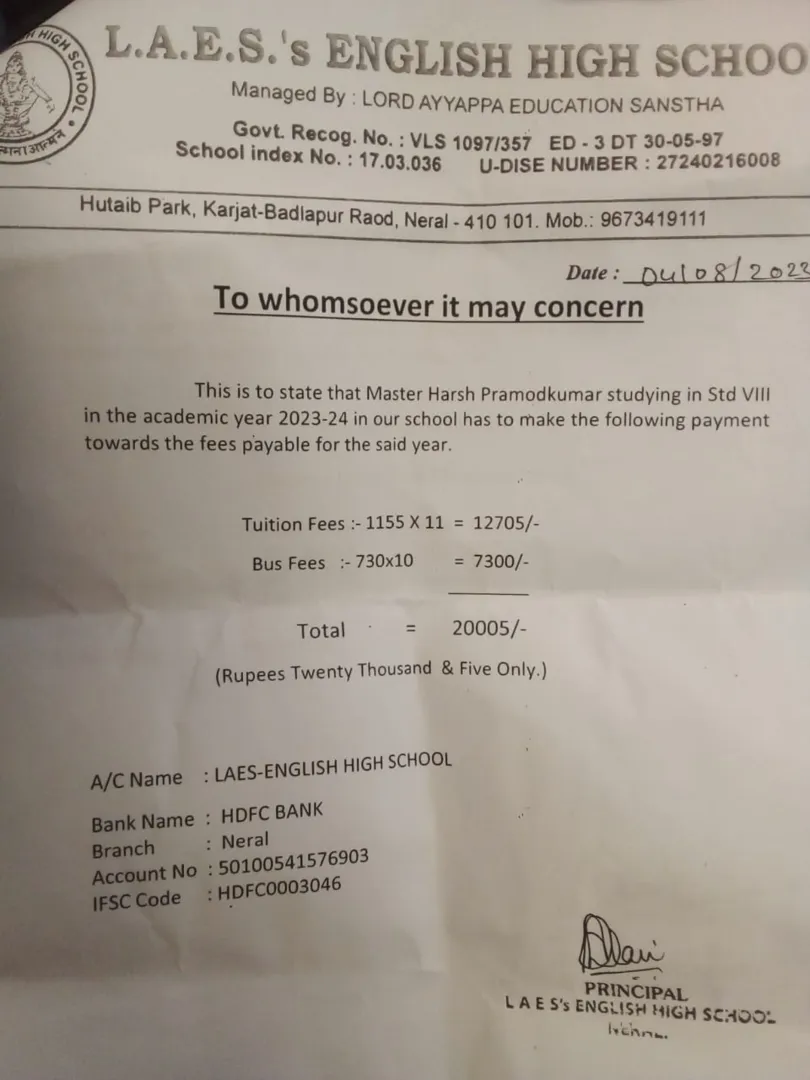 HIGH SCHOOL
L.A.E.S.'s ENGLISH HIGH SCHOO
Managed By : LORD AYYAPPA EDUCATION SANSTHA
Govt. Recog. No. : VLS 1097/357 ED - 3 DT 30-05-97
School index No. : 17.03.036 U-DISE NUMBER : 27240216008
Hutaib Park, Karjat-Badlapur Raod, Neral - 410 101. Mob.: 9673419111
Date : 04/08/2023
To whomsoever it may concern
This is to state that Master Harsh Pramodkumar studying in Std VIII
in the academic year 2023-24 in our school has to make the following payment
towards the fees payable for the said year.
Tuition Fees :- 1155 X 11 = 12705/-
Bus Fees :- 730x10 = 7300/-
Total = 20005/-
(Rupees Twenty Thousand & Five Only.)
A/C Name : LAES-ENGLISH HIGH SCHOOL
Bank Name : HDFC BANK
Branch : Neral
Account No : 50100541576903
IFSC Code : HDFC0003046
PRINCIPAL
L A E S's ENGLISH HIGH SCHOOL